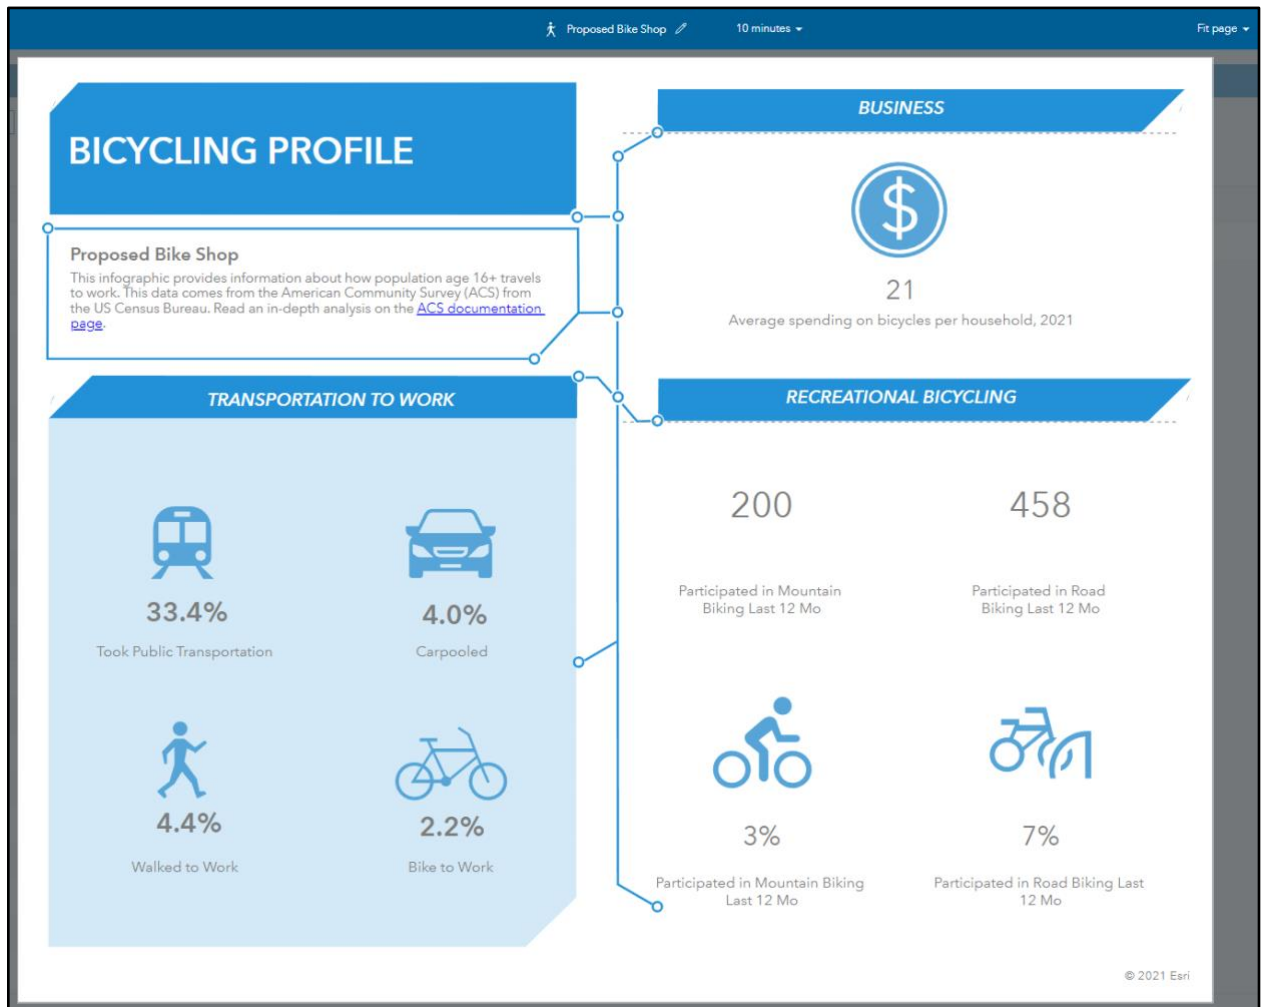 Proposed Bike Shop
10 minutes
Fit page
BICYCLING PROFILE
Proposed Bike Shop
This infographic provides information about how population age 16+ travels
to work. This data comes from the American Community Survey (ACS) from
the US Census Bureau. Read an in-depth analysis on the ACS documentation
page.
BUSINESS
$
21
Average spending on bicycles per household, 2021
TRANSPORTATION TO WORK
33.4%
Took Public Transportation
4.0%
Carpooled
4.4%
Walked to Work
2.2%
Bike to Work
RECREATIONAL BICYCLING
200
Participated in Mountain
Biking Last 12 Mo
458
Participated in Road
Biking Last 12 Mo
3%
Participated in Mountain Biking
Last 12 Mo
7%
Participated in Road Biking Last
12 Mo
© 2021 Esri